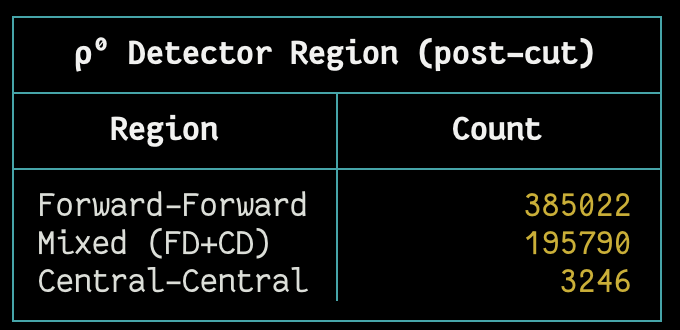 ρ⁰ Detector Region (post-cut)
Region Count
Forward-Forward 385022
Mixed (FD+CD) 195790
Central-Central 3246